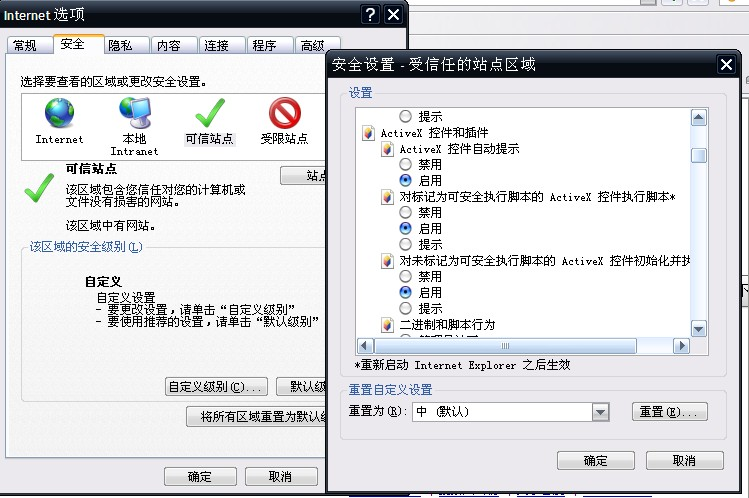 Internet 选项
常规 安全 隐私 内容 连接 程序 高级
选择要查看的区域或更改安全设置。
Internet 本地 Intranet 可信站点 受限站点
可信站点
站点
该区域包含您信任对您的计算机或
文件没有损害的网站。
该区域中有网站。
该区域的安全级别(L)
自定义
自定义设置
- 要更改设置,请单击“自定义级别”
- 要使用推荐的设置,请单击“默认级别”
自定义级别(C)... 默认级
将所有区域重置为默认级
确定 取消
安全设置 - 受信任的站点区域
设置
提示
ActiveX 控件和插件
ActiveX 控件自动提示
禁用
启用
对标记为可安全执行脚本的 ActiveX 控件执行脚本*
禁用
启用
提示
对未标记为可安全执行脚本的 ActiveX 控件初始化并执
禁用
启用
提示
二进制和脚本行为
*重新启动 Internet Explorer 之后生效
重置自定义设置
重置为(R): 中 (默认) 重置(E)...
确定 取消